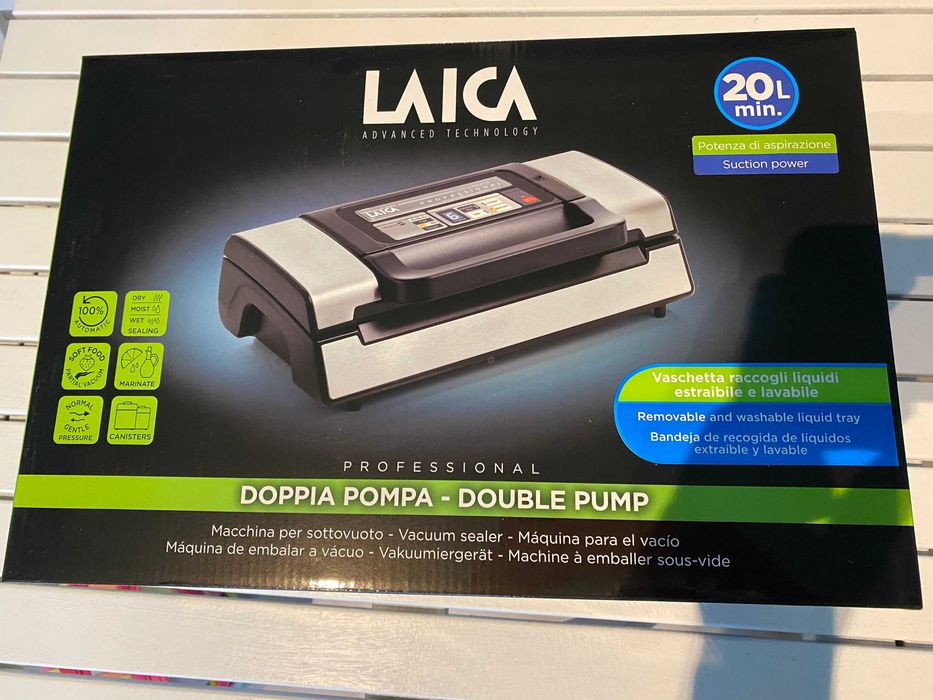 LAICA
ADVANCED TECHNOLOGY
20L
min.
Potenza di aspirazione
Suction power
LAICA PROFESSIONAL
100%
AUTOMATIC
DRY
MOIST
WET
SEALING
SOFT FOOD
PARTIAL VACUUM
MARINATE
NORMAL
GENTLE
PRESSURE
CANISTERS
Vaschetta raccogli liquidi
estraibile e lavabile
Removable and washable liquid tray
Bandeja de recogida de líquidos
extraíble y lavable
PROFESSIONAL
DOPPIA POMPA - DOUBLE PUMP
Macchina per sottovuoto - Vacuum sealer - Máquina para el vacío
Máquina de embalar a vácuo - Vakuumiergerät - Machine à emballer sous-vide